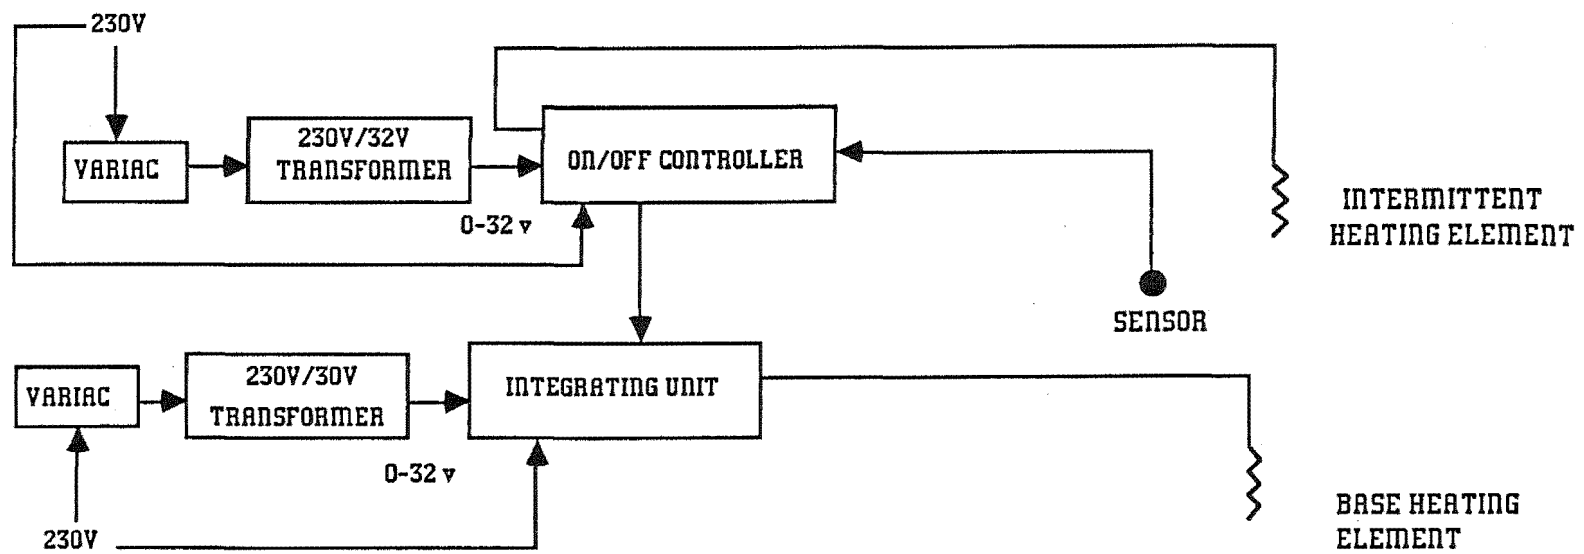 230V
230V/32V
TRANSFORMER
VARIAC
ON/OFF CONTROLLER
0-32 v
INTERMITTENT
HEATING ELEMENT
SENSOR
230V/30V
TRANSFORMER
VARIAC
INTEGRATING UNIT
0-32 v
230V
BASE HEATING
ELEMENT